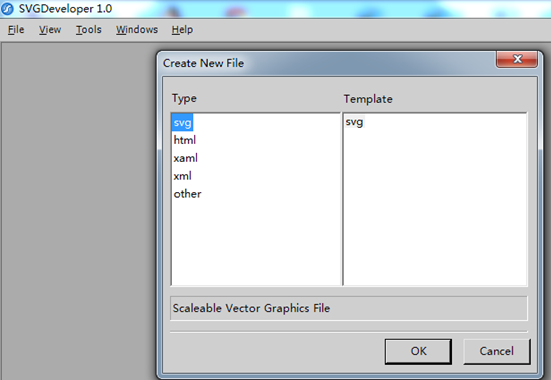 SVGDeveloper 1.0
File View Tools Windows Help
Create New File
Type Template
svg svg
html
xaml
xml
other
Scaleable Vector Graphics File
OK Cancel